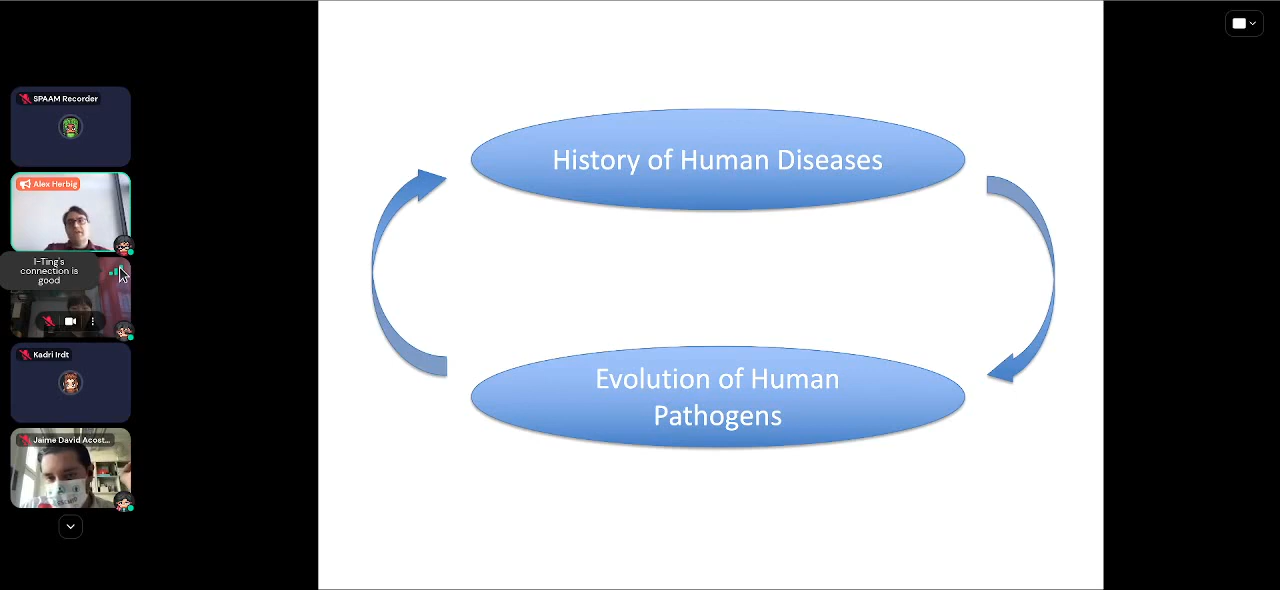 SPAAM Recorder
Alex Herbig
I-Ting's
connection is
good
Kadri Irdt
Jaime David Acost...
History of Human Diseases
Evolution of Human
Pathogens